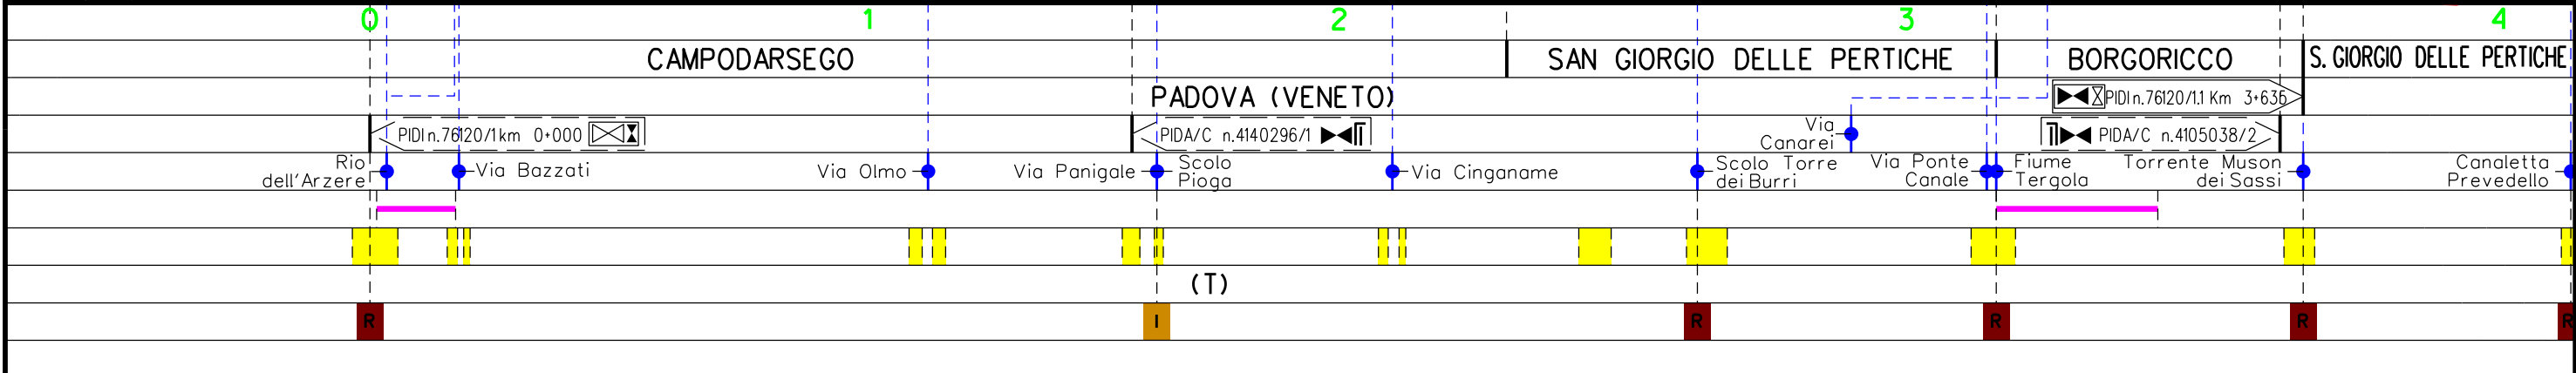 0 1 2 3 4
CAMPODARSEGO SAN GIORGIO DELLE PERTICHE BORGORICCO S. GIORGIO DELLE PERTICHE
PADOVA (VENETO) PIDI n.76120/1.1 Km 3+635
PIDI n.76120/1 km 0+000 PIDA/C n.4140296/1 Via Canarei PIDA/C n.4105038/2
Rio dell'Arzere Via Bazzati Via Olmo Via Panigale Scolo Pioga Via Cinganame Scolo Torre dei Burri Via Ponte Canale Fiume Tergola Torrente Muson dei Sassi Canaletta Prevedello
(T)
R I R R R R